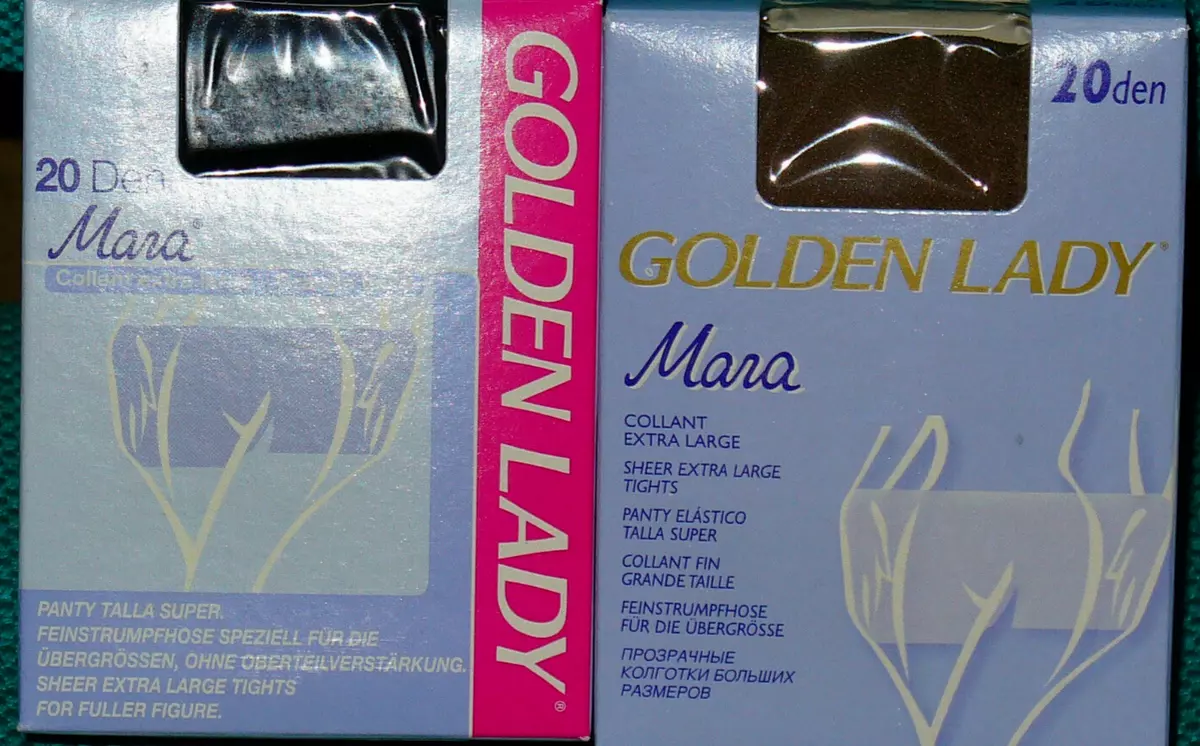 20 Den
Mara®
Collant extra
PANTY TALLA SUPER.
FEINSTRUMPFHOSE SPEZIELL FÜR DIE
ÜBERGRÖSSEN, OHNE OBERTEILVERSTÄRKUNG.
SHEER EXTRA LARGE TIGHTS
FOR FULLER FIGURE.
GOLDEN LADY®
20den
GOLDEN LADY®
Mara
COLLANT
EXTRA LARGE
SHEER EXTRA LARGE
TIGHTS
PANTY ELÁSTICO
TALLA SUPER
COLLANT FIN
GRANDE TAILLE
FEINSTRUMPFHOSE
FÜR DIE ÜBERGRÖSSE
ПРОЗРАЧНЫЕ
КОЛГОТКИ БОЛЬШИХ
РАЗМЕРОВ